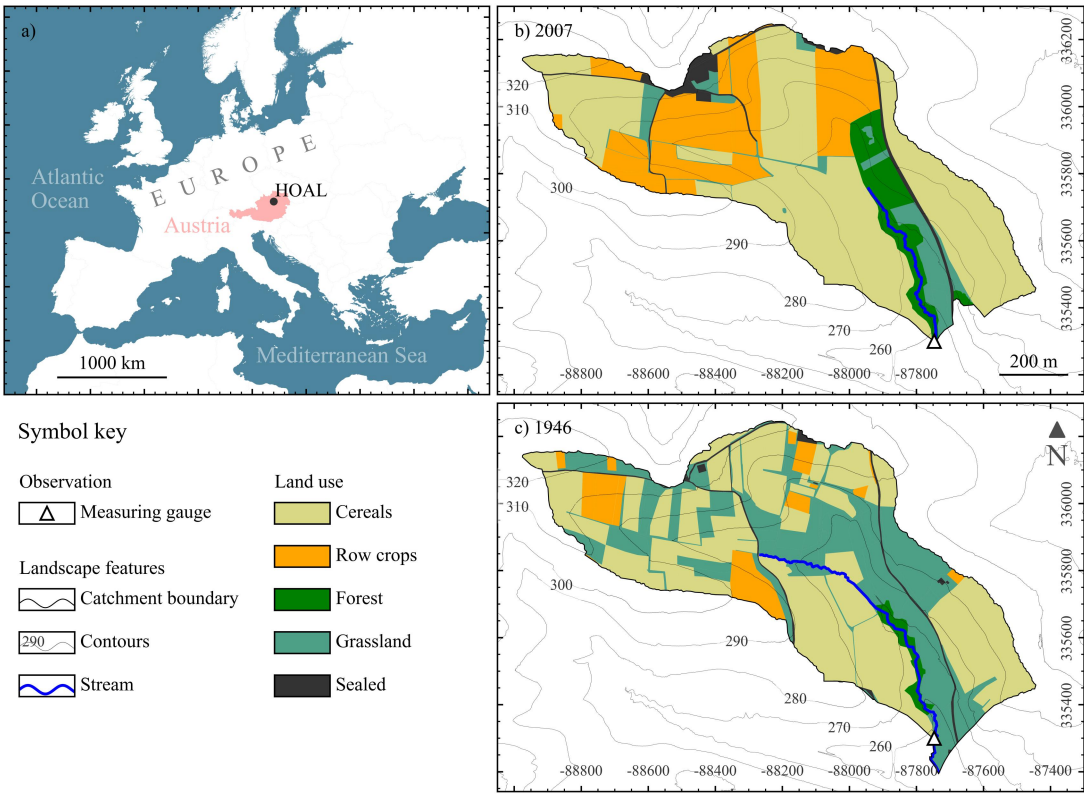 a)
Atlantic
Ocean
EUROPE
HOAL
Austria
Mediterranean Sea
1000 km
b) 2007
320
310
300
290
280
270
260
200 m
336200
336000
335800
335600
335400
-88800
-88600
-88400
-88200
-88000
-87800
Symbol key
Observation
Measuring gauge
Landscape features
Catchment boundary
290
Contours
Stream
Land use
Cereals
Row crops
Forest
Grassland
Sealed
c) 1946
N
320
310
300
290
280
270
260
336200
336000
335800
335600
335400
-88800
-88600
-88400
-88200
-88000
-87800
-87600
-87400